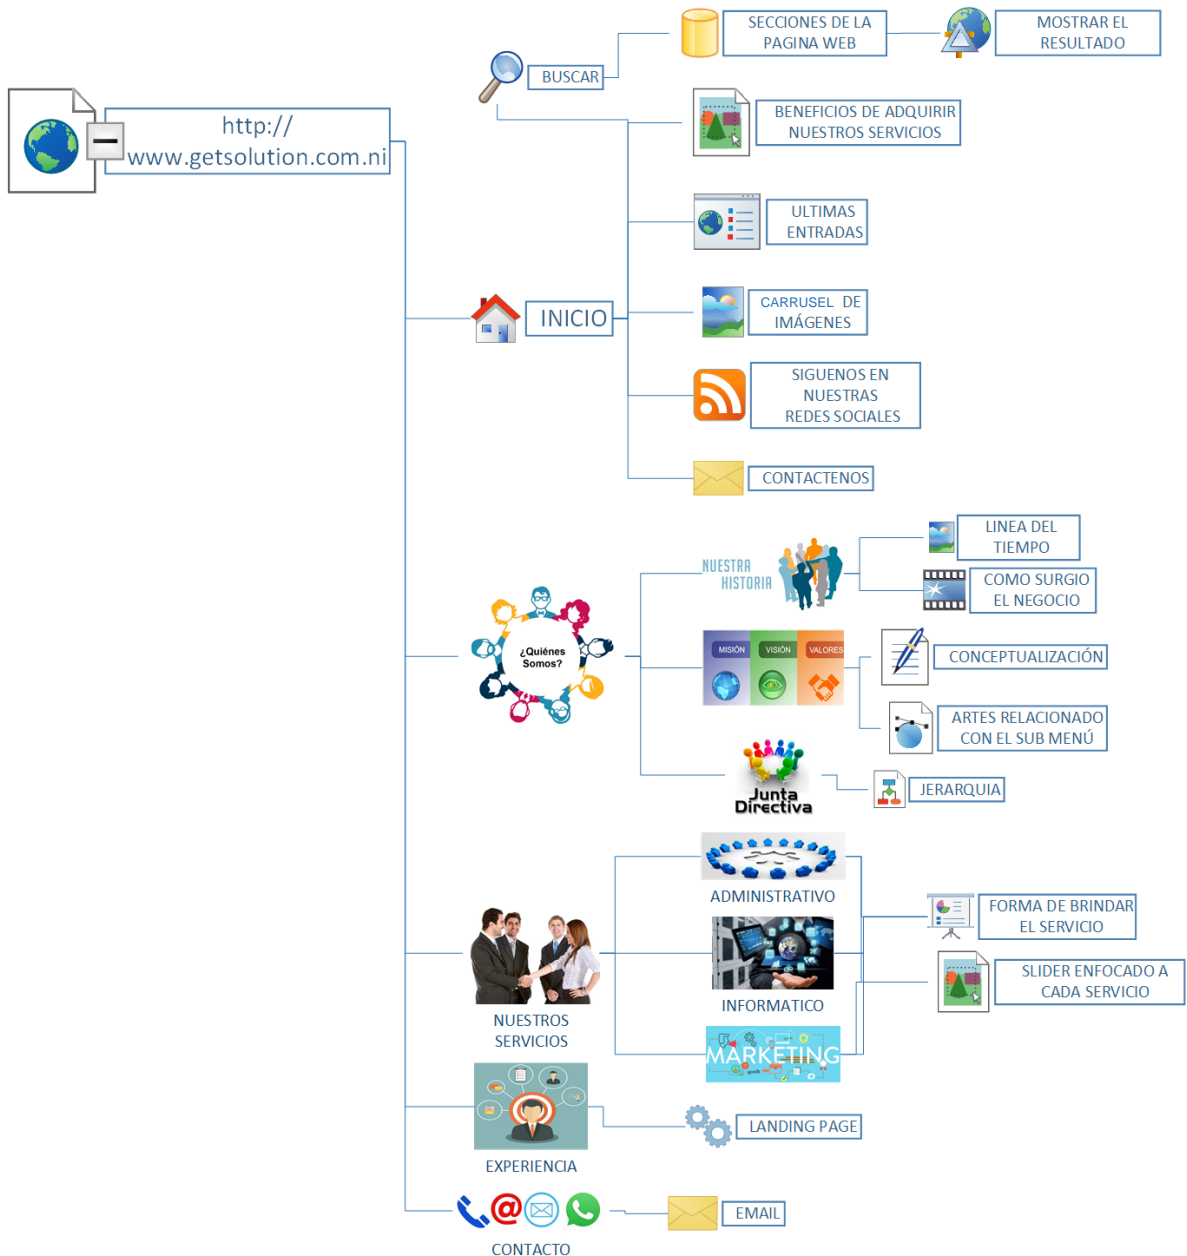 SECCIONES DE LA
PAGINA WEB
MOSTRAR EL
RESULTADO
BUSCAR
http://
www.getsolution.com.ni
BENEFICIOS DE ADQUIRIR
NUESTROS SERVICIOS
ULTIMAS
ENTRADAS
INICIO
CARRUSEL DE
IMÁGENES
SIGUENOS EN
NUESTRAS
REDES SOCIALES
CONTACTENOS
¿Quiénes
Somos?
NUESTRA
HISTORIA
LINEA DEL
TIEMPO
COMO SURGIO
EL NEGOCIO
MISIÓN
VISIÓN
VALORES
CONCEPTUALIZACIÓN
ARTES RELACIONADO
CON EL SUB MENÚ
Junta
Directiva
JERARQUIA
NUESTROS
SERVICIOS
ADMINISTRATIVO
INFORMATICO
MARKETING
FORMA DE BRINDAR
EL SERVICIO
SLIDER ENFOCADO A
CADA SERVICIO
EXPERIENCIA
LANDING PAGE
CONTACTO
EMAIL